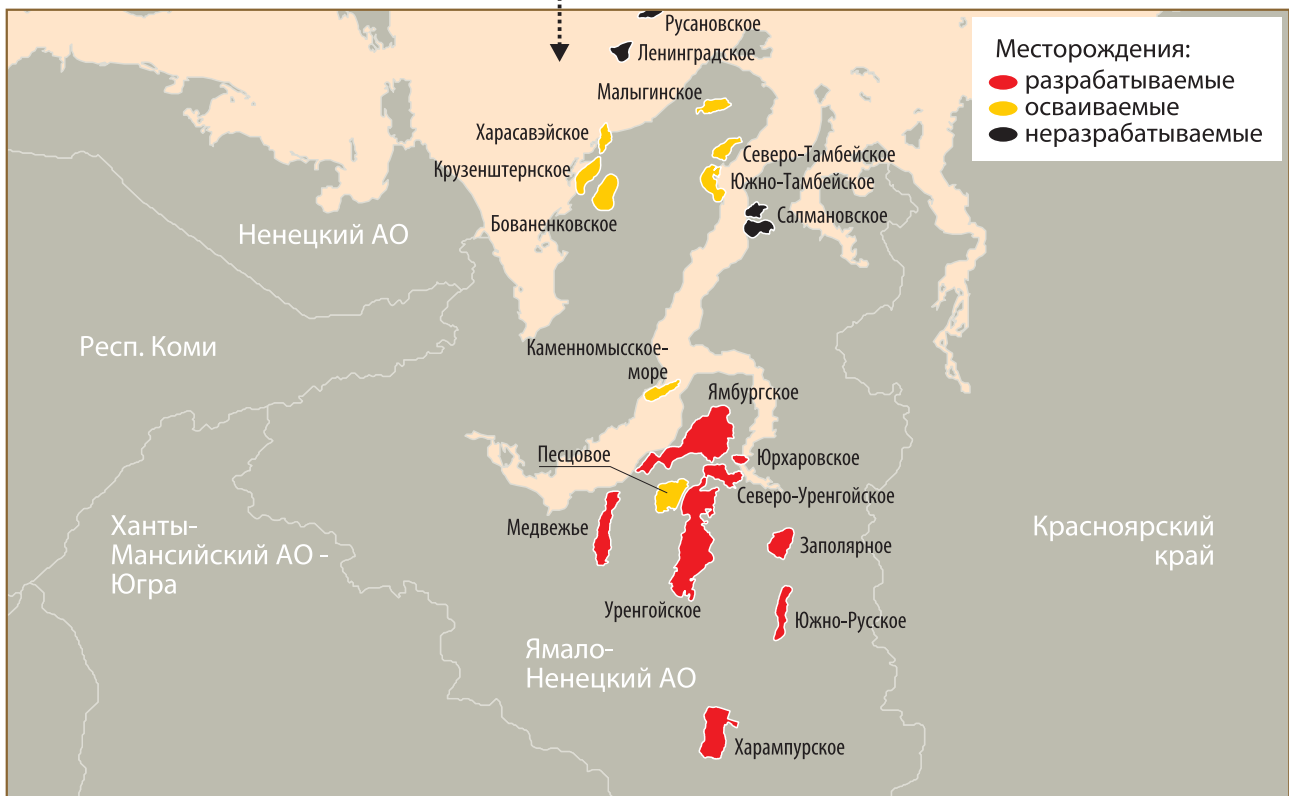 Русановское
Ленинградское
Месторождения:
разрабатываемые
осваиваемые
неразрабатываемые
Малыгинское
Харасавэйское
Крузенштернское
Северо-Тамбейское
Южно-Тамбейское
Салмановское
Бованенковское
Ненецкий АО
Респ. Коми
Каменномысское-
море
Ямбургское
Песцовое
Юрхаровское
Северо-Уренгойское
Медвежье
Ханты-
Мансийский АО -
Югра
Заполярное
Красноярский
край
Уренгойское
Южно-Русское
Ямало-
Ненецкий АО
Харампурское